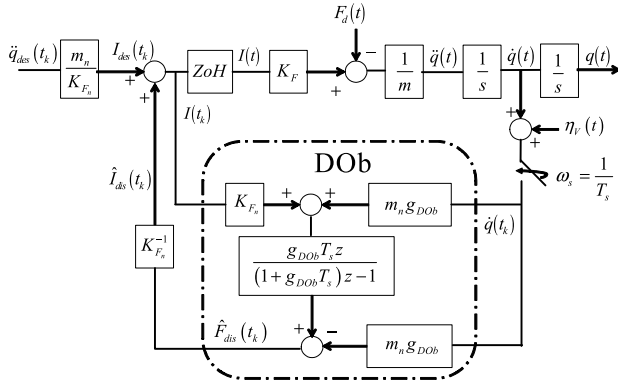 F_d(t)
q̈_des(t_k) m_n/K_{F_n} I_des(t_k) + + ZoH I(t) K_F + − 1/m q̈(t) 1/s q̇(t) 1/s q(t)
I(t_k)
+ + η_V(t)
Î_dis(t_k)
DOb
ω_s = 1/T_s
K_{F_n} + + m_n g_DOb
q̇(t_k)
K_{F_n}^{-1}
g_DOb T_s z / ((1 + g_DOb T_s) z − 1)
F̂_dis(t_k) + − m_n g_DOb